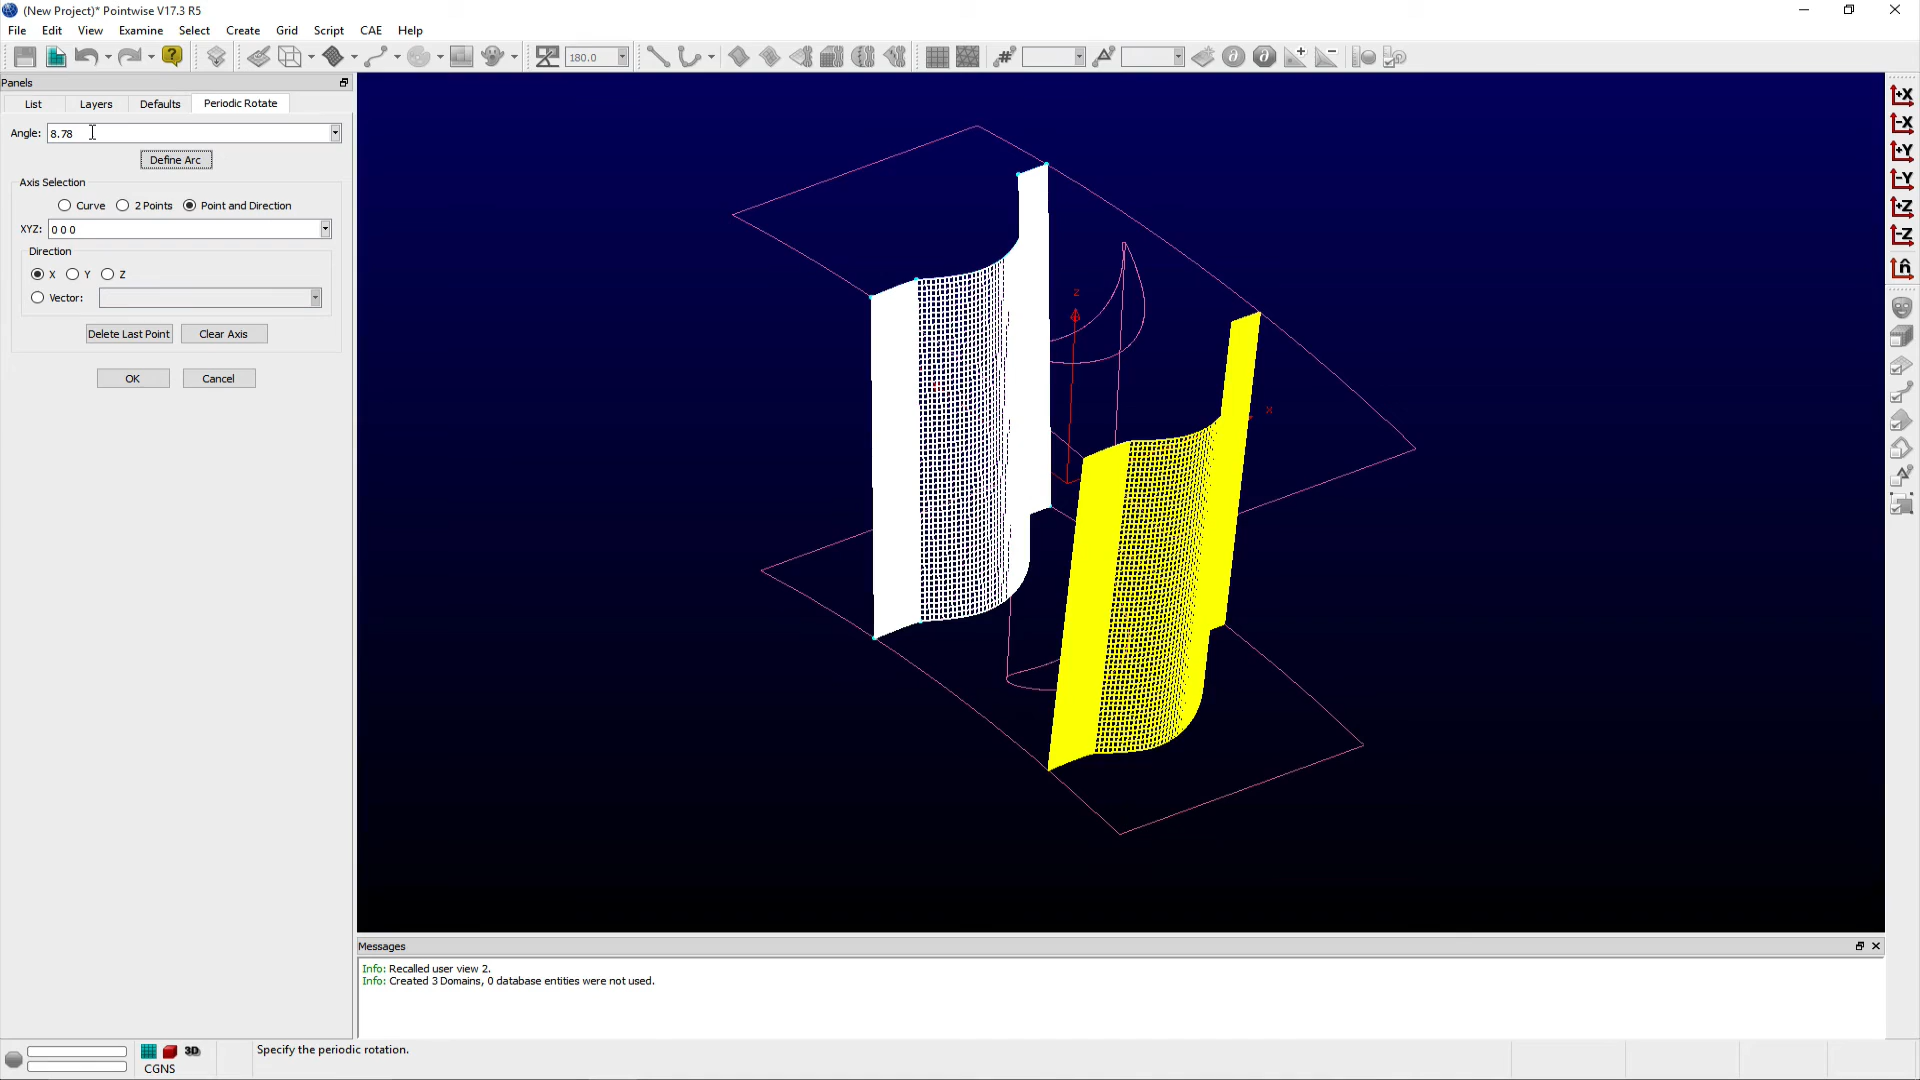 (New Project)* Pointwise V17.3 R5
File Edit View Examine Select Create Grid Script CAE Help
180.0
Panels
List Layers Defaults Periodic Rotate
Angle: 8.78
Define Arc
Axis Selection
Curve 2 Points Point and Direction
XYZ: 0 0 0
Direction
X Y Z
Vector:
Delete Last Point Clear Axis
OK Cancel
z
x
+X
-X
+Y
-Y
+Z
-Z
n̂
Messages
Info: Recalled user view 2.
Info: Created 3 Domains, 0 database entities were not used.
3D
CGNS
Specify the periodic rotation.